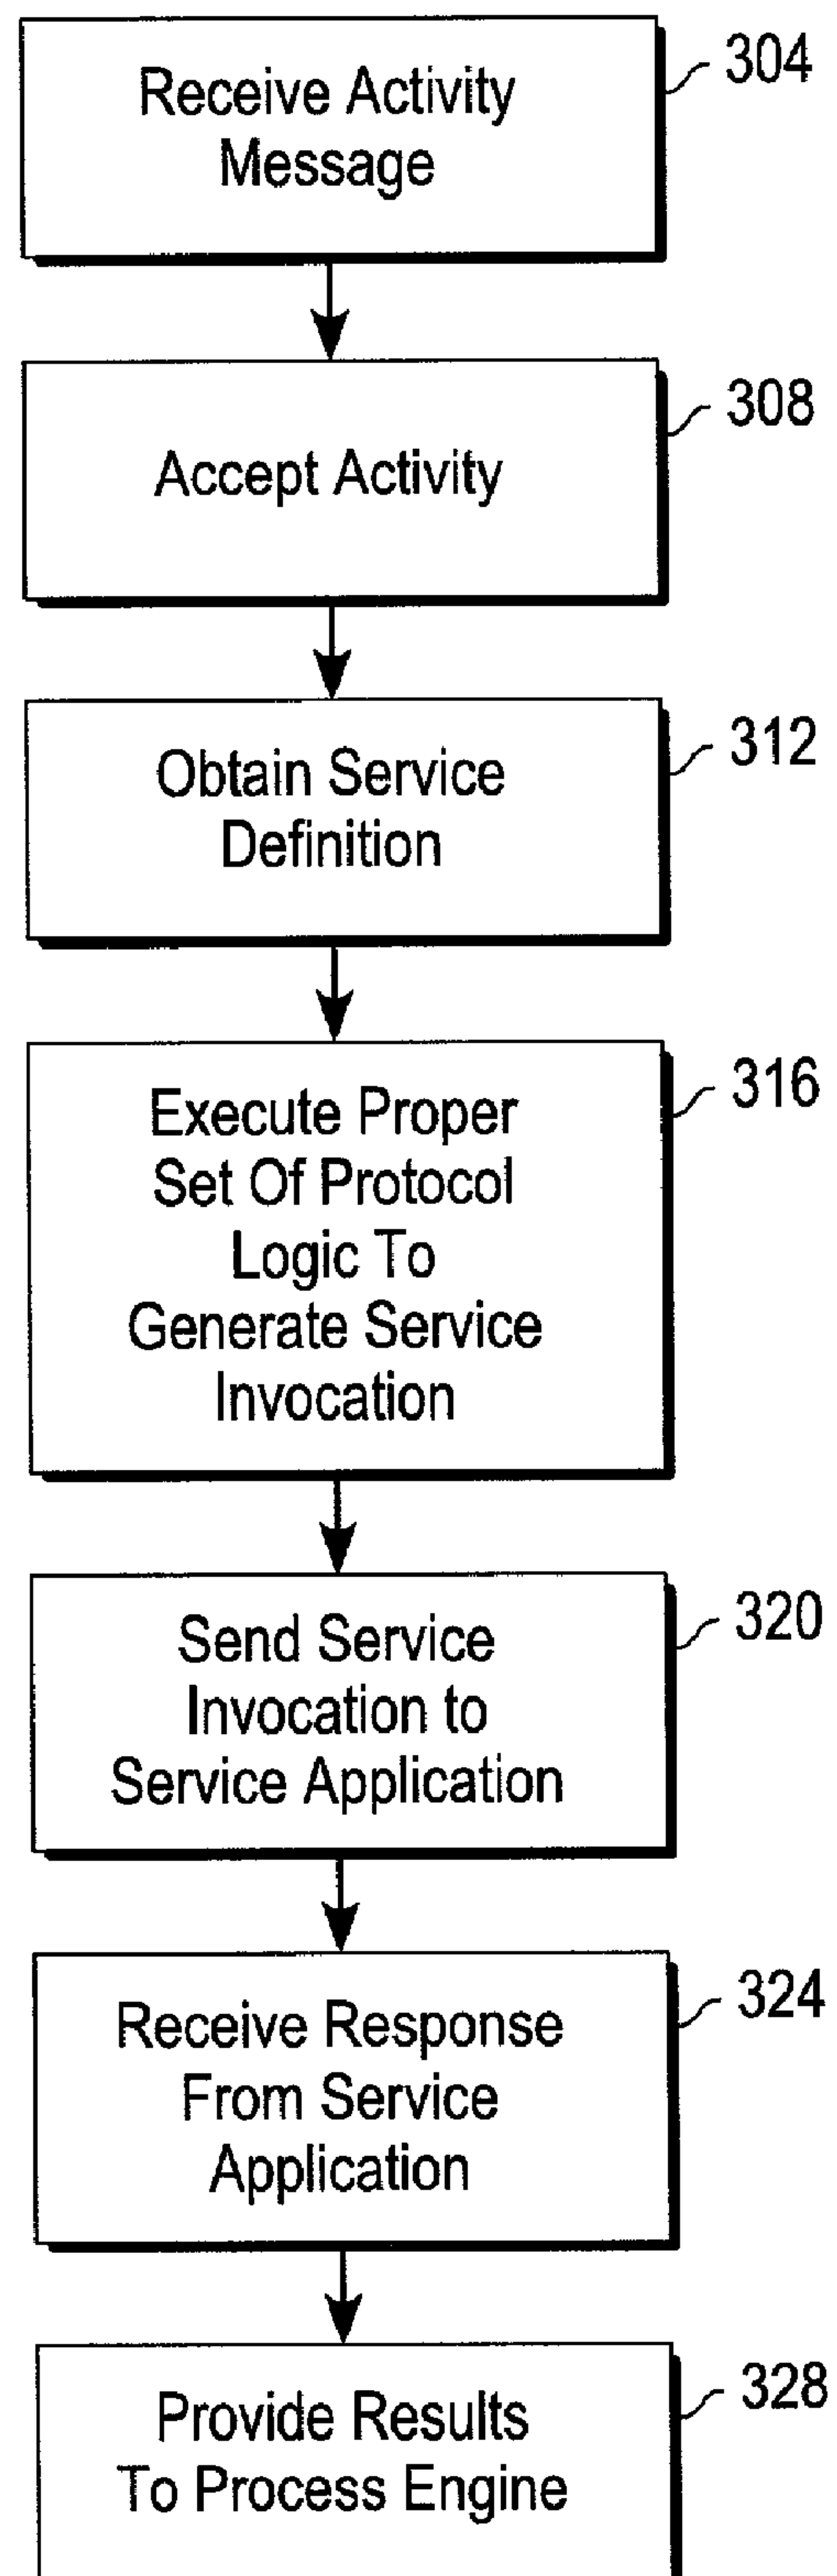 Receive Activity
Message
304
Accept Activity
308
Obtain Service
Definition
312
Execute Proper
Set Of Protocol
Logic To
Generate Service
Invocation
316
Send Service
Invocation to
Service Application
320
Receive Response
From Service
Application
324
Provide Results
To Process Engine
328